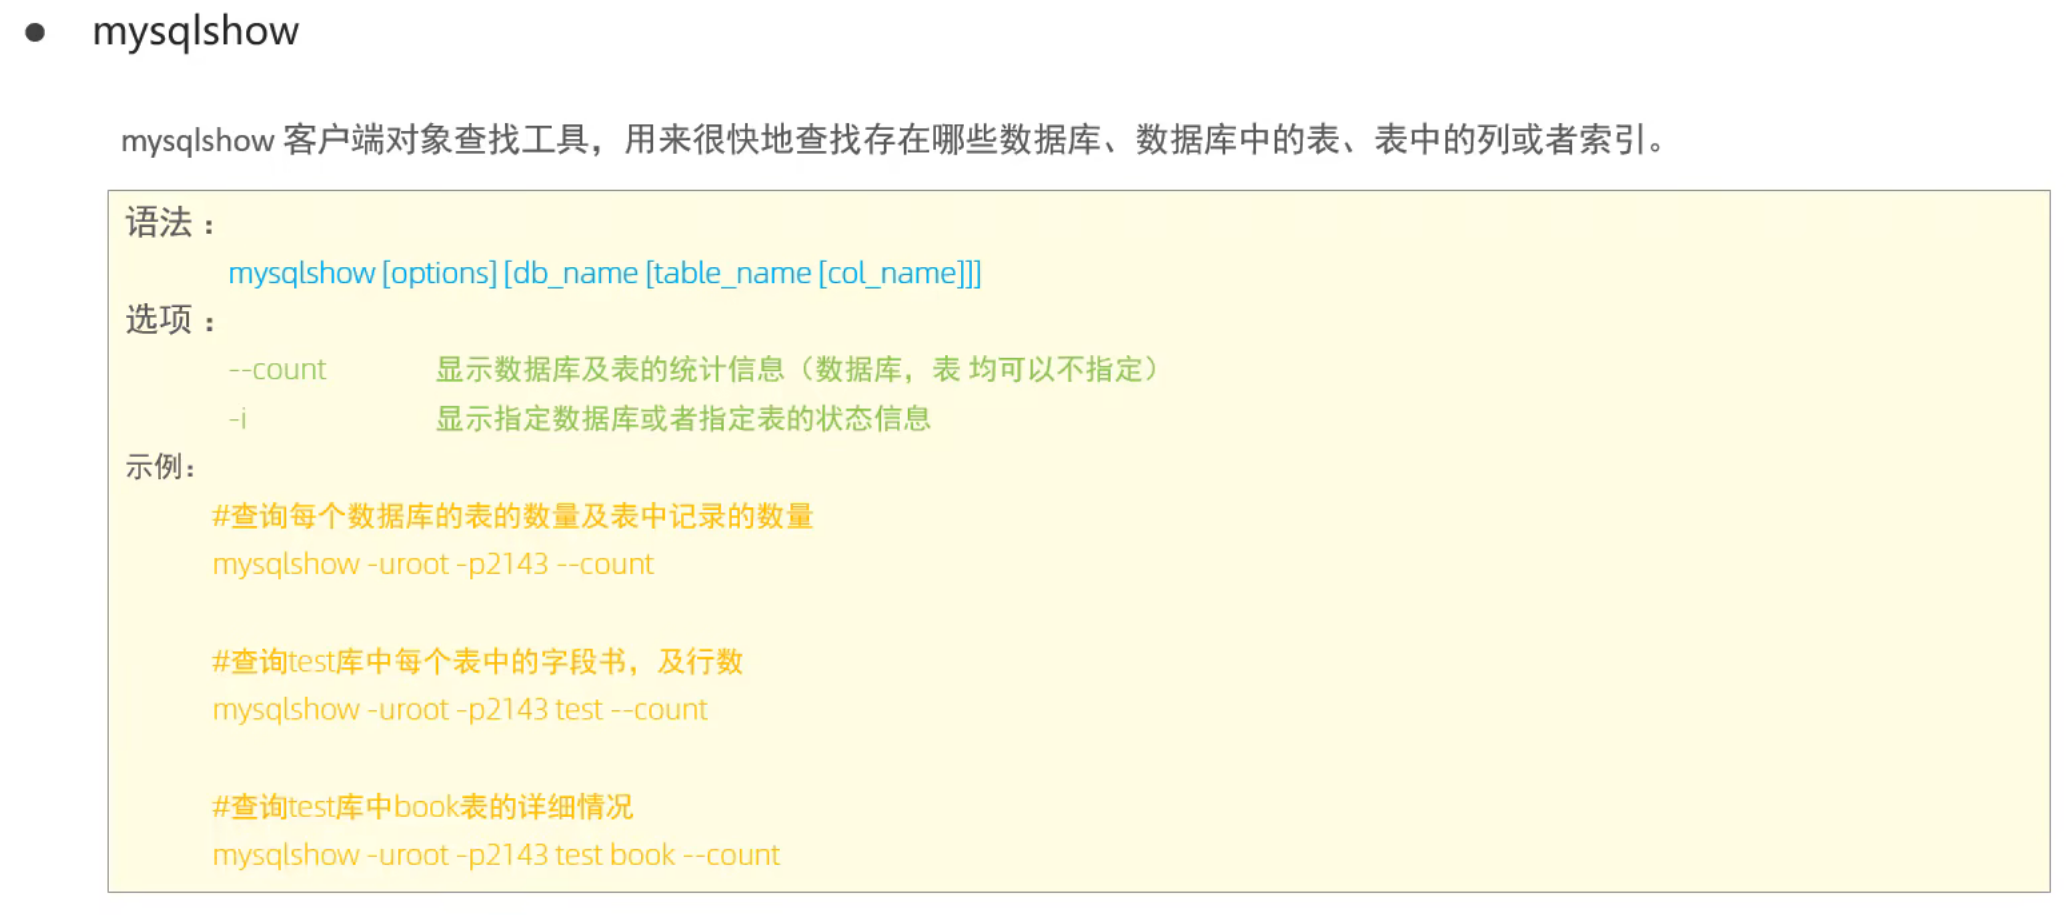 ● mysqlshow
mysqlshow 客户端对象查找工具，用来很快地查找存在哪些数据库、数据库中的表、表中的列或者索引。
语法：
mysqlshow [options] [db_name [table_name [col_name]]]
选项：
--count 显示数据库及表的统计信息（数据库，表 均可以不指定）
-i 显示指定数据库或者指定表的状态信息
示例：
#查询每个数据库的表的数量及表中记录的数量
mysqlshow -uroot -p2143 --count
#查询test库中每个表中的字段书，及行数
mysqlshow -uroot -p2143 test --count
#查询test库中book表的详细情况
mysqlshow -uroot -p2143 test book --count